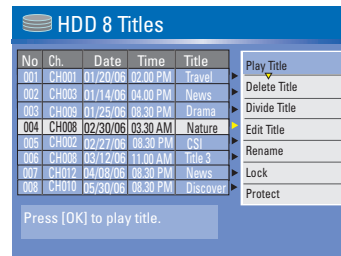 HDD 8 Titles
No Ch. Date Time Title
001 CH001 01/20/06 02.00 PM Travel
002 CH003 01/14/06 04.00 PM News
003 CH009 01/25/06 08.30 PM Drama
004 CH008 02/30/06 03.30 AM Nature
005 CH002 02/27/06 08.30 PM CSI
006 CH008 03/12/06 11.00 AM Title 3
007 CH012 04/08/06 08.30 PM News
008 CH010 05/30/06 08.30 PM Discover
Play Title
Delete Title
Divide Title
Edit Title
Rename
Lock
Protect
Press [OK] to play title.